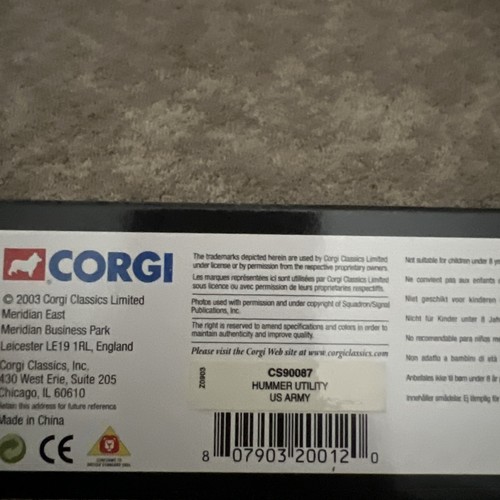 CORGI
© 2003 Corgi Classics Limited
Meridian East
Meridian Business Park
Leicester LE19 1RL, England
Corgi Classics, Inc.
430 West Erie, Suite 205
Chicago, IL 60610
Retain this address for future reference
Made in China
CE
The trademarks depicted herein are used by Corgi Classics Limited
under license or by permission from the respective proprietary owners.
Les marques représentées ici sont utilisées par Corgi Classics Limited
sous licence ou avec permission de leurs propriétaires respectifs.
Photos used with permission and under copyright of Squadron/Signal
Publications, Inc.
The right is reserved to amend specifications and colors in order to
maintain authenticity and improve quality.
Please visit the Corgi Web site at www.corgiclassics.com
Z0903
CS90087
HUMMER UTILITY
US ARMY
8 07903 20012 0
Not suitable for children under 8
Ne convient pas aux enfants
Niet geschikt voor kinderen
Nicht für Kinder unter 8
No recomendable para niños
Non adatto a bambini di età
Anbefales ikke til børn under 8 år
Innehåller smådelar. Ej lämplig för